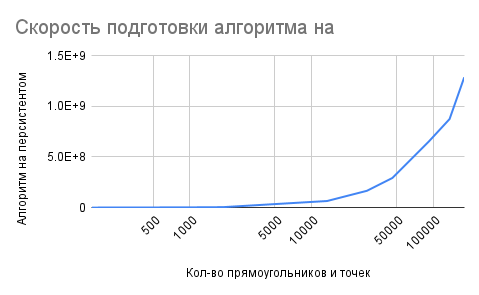 Скорость подготовки алгоритма на
Алгоритм на персистентом
1.5E+9
1.0E+9
5.0E+8
0
500
1000
5000
10000
50000
100000
Кол-во прямоугольников и точек